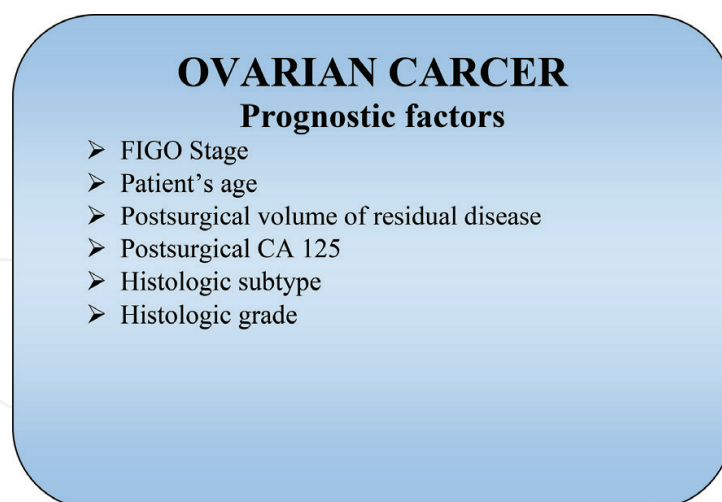 OVARIAN CARCER
Prognostic factors
➢ FIGO Stage
➢ Patient's age
➢ Postsurgical volume of residual disease
➢ Postsurgical CA 125
➢ Histologic subtype
➢ Histologic grade